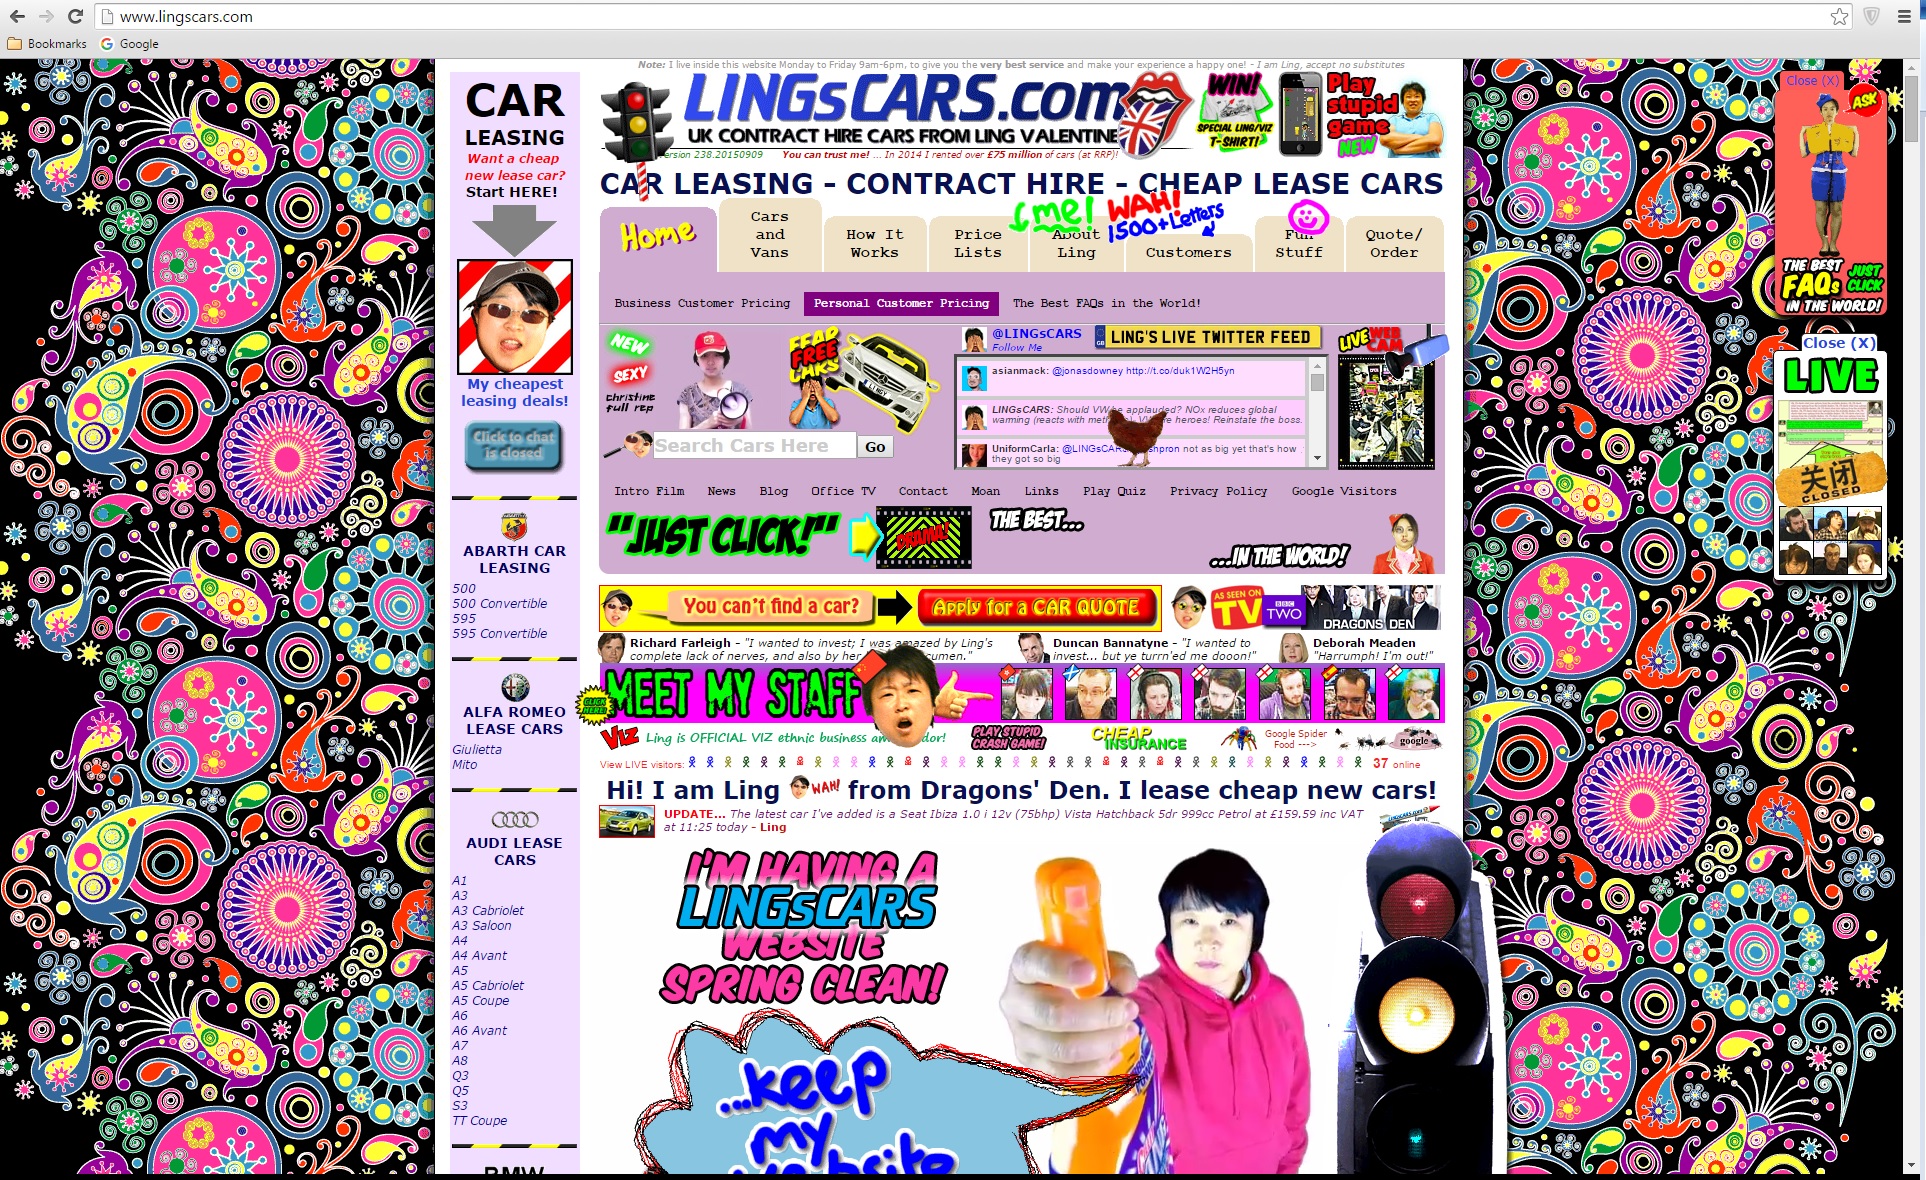 www.lingscars.com
Bookmarks
Google
Note: I live inside this website Monday to Friday 9am-6pm, to give you the very best service and make your experience a happy one! - I am Ling, accept no substitutes
LINGsCARS.com
UK CONTRACT HIRE CARS FROM LING VALENTINE
WIN!
SPECIAL LING/VIZ
T-SHIRT!
Play
stupid
game
NEW
ersion 238.20150909
You can trust me! ... In 2014 I rented over £75 million of cars (at RRP)!
CAR LEASING - CONTRACT HIRE - CHEAP LEASE CARS
me!
WAH!
1500+Letters
Home
Cars
and
Vans
How It
Works
Price
Lists
About
Ling
Customers
Fun
Stuff
Quote/
Order
Business Customer Pricing
Personal Customer Pricing
The Best FAQs in the World!
NEW
SEXY
christine
full rep
FREE
Search Cars Here
Go
@LINGsCARS
Follow Me
LING'S LIVE TWITTER FEED
asianmack: @jonasdowney http://t.co/duk1W2H5yn
LINGsCARS: Should VW be applauded? NOx reduces global
warming (reacts with meth VW are heroes! Reinstate the boss.
UniformCarla: @LINGsCARS shpron not as big yet that's how
they got so big
LIVE WEB
CAM
Intro Film
News
Blog
Office TV
Contact
Moan
Links
Play Quiz
Privacy Policy
Google Visitors
"JUST CLICK!"
DRAMA!
THE BEST...
...IN THE WORLD!
You can't find a car?
Apply for a CAR QUOTE
AS SEEN ON
TV
BBC
TWO
DRAGONS DEN
Richard Farleigh - "I wanted to invest; I was amazed by Ling's
complete lack of nerves, and also by her cumen."
Duncan Bannatyne - "I wanted to
invest... but ye turrn'ed me dooon!"
Deborah Meaden
"Harrumph! I'm out!"
CLICK
HERE!
MEET MY STAFF
Viz
Ling is OFFICIAL VIZ ethnic business am dor!
PLAY STUPID
CRASH GAME!
CHEAP
INSURANCE
Google Spider
Food --->
google
View LIVE visitors:
37 online
Hi! I am Ling WAH! from Dragons' Den. I lease cheap new cars!
UPDATE... The latest car I've added is a Seat Ibiza 1.0 i 12v (75bhp) Vista Hatchback 5dr 999cc Petrol at £159.59 inc VAT
at 11:25 today - Ling
I'M HAVING A
LINGsCARS
WEBSITE
SPRING CLEAN!
...keep
my
website
CAR
LEASING
Want a cheap
new lease car?
Start HERE!
My cheapest
leasing deals!
Click to chat
is closed
ABARTH CAR
LEASING
500
500 Convertible
595
595 Convertible
ALFA ROMEO
LEASE CARS
Giulietta
Mito
AUDI LEASE
CARS
A1
A3
A3 Cabriolet
A3 Saloon
A4
A4 Avant
A5
A5 Cabriolet
A5 Coupe
A6
A6 Avant
A7
A8
Q3
Q5
S3
TT Coupe
BMW
Close (X)
ASK
THE BEST
FAQs
IN THE WORLD!
JUST
CLICK
Close (X)
LIVE
关闭
CLOSED